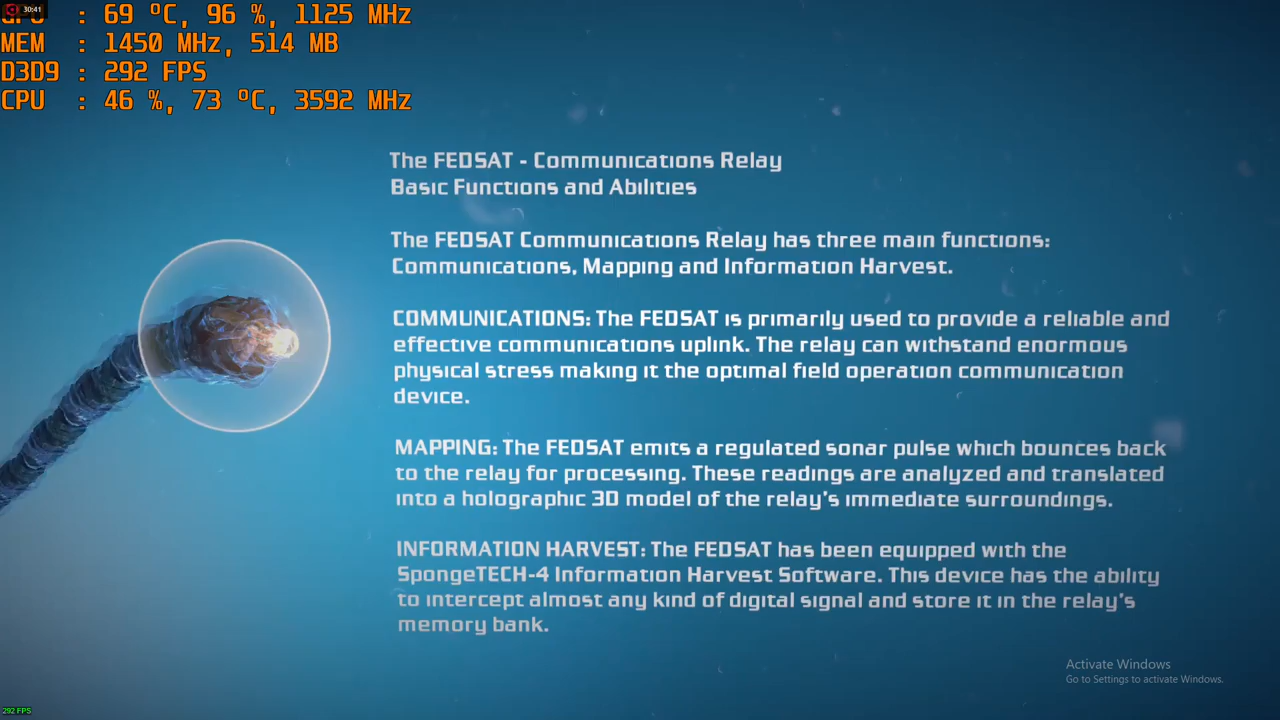 30:41
GPU : 69 ºC, 96 %, 1125 MHz
MEM : 1450 MHz, 514 MB
D3D9 : 292 FPS
CPU : 46 %, 73 ºC, 3592 MHz
The FEDSAT - Communications Relay
Basic Functions and Abilities
The FEDSAT Communications Relay has three main functions:
Communications, Mapping and Information Harvest.
COMMUNICATIONS: The FEDSAT is primarily used to provide a reliable and
effective communications uplink. The relay can withstand enormous
physical stress making it the optimal field operation communication
device.
MAPPING: The FEDSAT emits a regulated sonar pulse which bounces back
to the relay for processing. These readings are analyzed and translated
into a holographic 3D model of the relay's immediate surroundings.
INFORMATION HARVEST: The FEDSAT has been equipped with the
SpongeTECH-4 Information Harvest Software. This device has the ability
to intercept almost any kind of digital signal and store it in the relay's
memory bank.
Activate Windows
Go to Settings to activate Windows.
292 FPS